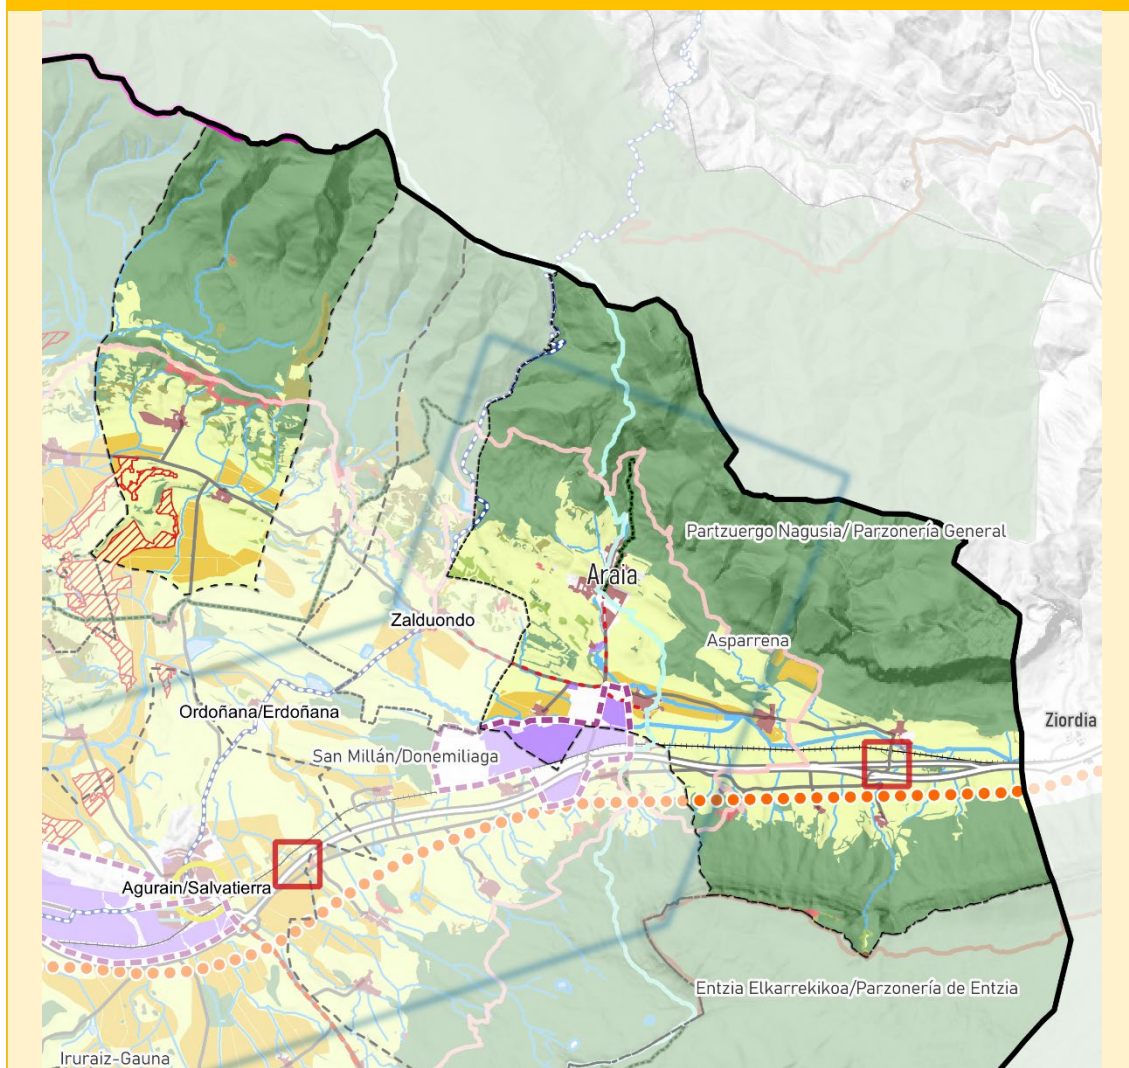 Partzuergo Nagusia/Parzonería General
Araia
Zalduondo
Asparrena
Ordoñana/Erdoñana
Ziordia
San Millán/Donemiliaga
Agurain/Salvatierra
Entzia Elkarrekikoa/Parzonería de Entzia
Iruraiz-Gauna